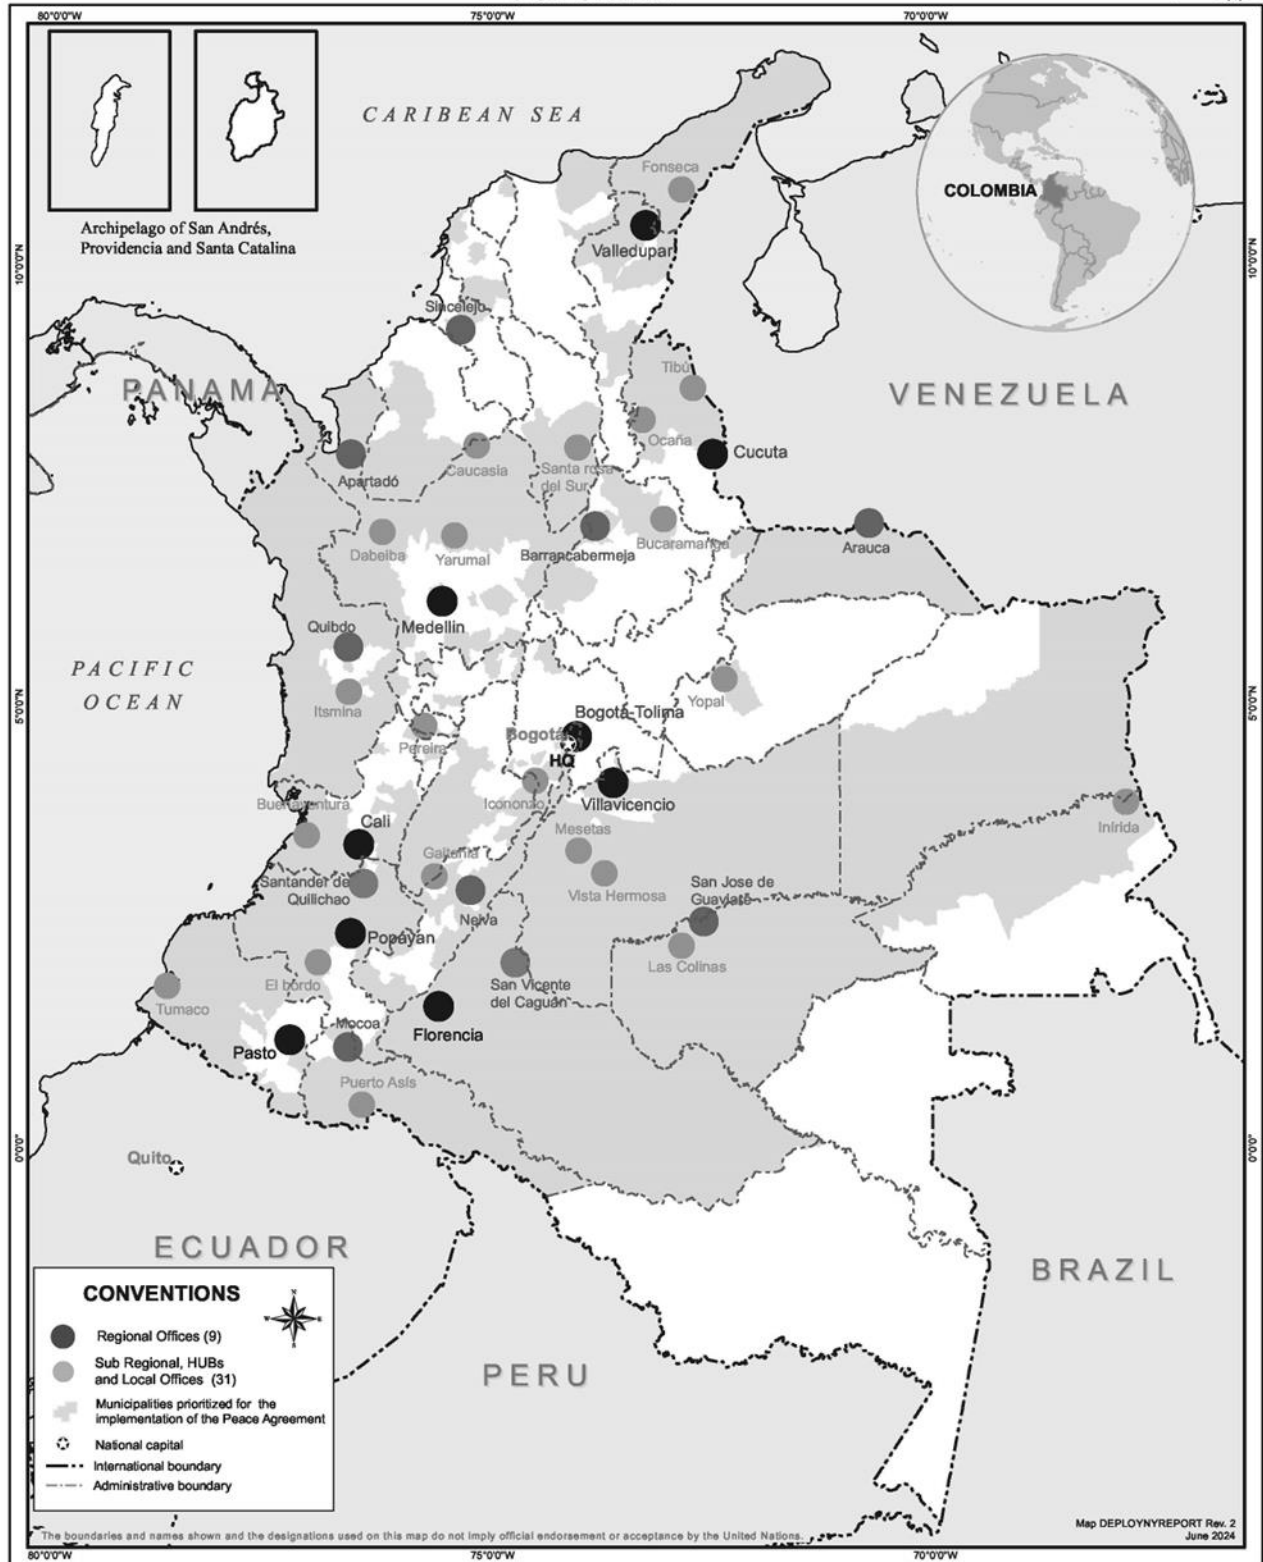 80°0'0"W
75°0'0"W
70°0'0"W
CARIBEAN SEA
COLOMBIA
Archipelago of San Andrés,
Providencia and Santa Catalina
10°0'0"N
10°0'0"N
Fonseca
Valledupar
Sincelejo
PANAMA
VENEZUELA
Tibú
Ocaña
Cucuta
Apartadó
Caucasia
Santa rosa
del Sur
Dabeiba
Yarumal
Barrancabermeja
Bucaramanga
Arauca
Medellín
Quibdo
PACIFIC
OCEAN
Itsmina
Yopal
5°0'0"N
5°0'0"N
Bogotá-Tolima
Bogotá
Pereira
HQ
Icononzo
Villavicencio
Buenaventura
Cali
Mesetas
Inirida
Gaitania
Vista Hermosa
Santander de
Quilichao
Neiva
San Jose de
Guaviare
Popayan
Las Colinas
El bordo
San Vicente
del Caguán
Tumaco
L- Mocoa
Florencia
Pasto
Puerto Asís
Quito
0°0'0"
0°0'0"
ECUADOR
BRAZIL
PERU
CONVENTIONS
N
W
E
S
Regional Offices (9)
Sub Regional, HUBs
and Local Offices (31)
Municipalities prioritized for the
implementation of the Peace Agreement
National capital
International boundary
Administrative boundary
The boundaries and names shown and the designations used on this map do not imply official endorsement or acceptance by the United Nations.
Map DEPLOYNYREPORT Rev. 2
June 2024
80°0'0"W
75°0'0"W
70°0'0"W